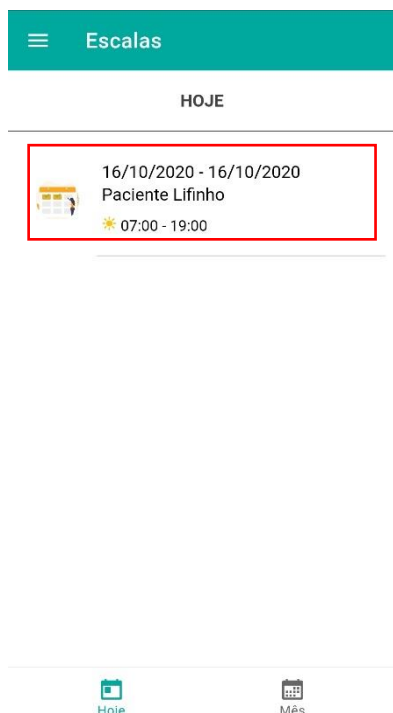 Escalas
HOJE
16/10/2020 - 16/10/2020
Paciente Lifinho
07:00 - 19:00
Hoje
Mês